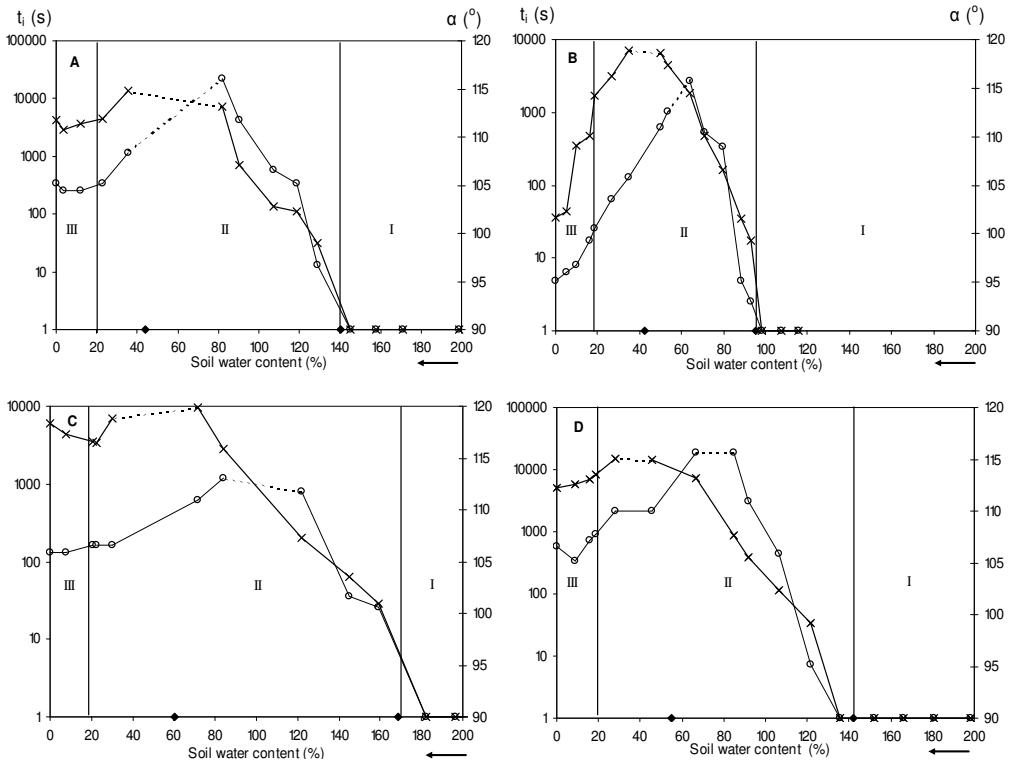 tᵢ (s) α (°) tᵢ (s) α (°)
100000 120 10000 120
A B
10000 115 1000 115
1000 110 110
100 105 100 105
III II I 100 III II I 100
10 95 10 95
1 90 1 90
0 20 40 60 80 100 120 140 160 180 200 0 20 40 60 80 100 120 140 160 180 200
Soil water content (%) Soil water content (%)
10000 120 100000 120
C D
1000 115 10000 115
110 1000 110
100 105 100 105
III II I III II I
10 100 10 100
95 95
1 90 1 90
0 20 40 60 80 100 120 140 160 180 200 0 20 40 60 80 100 120 140 160 180 200
Soil water content (%) Soil water content (%)